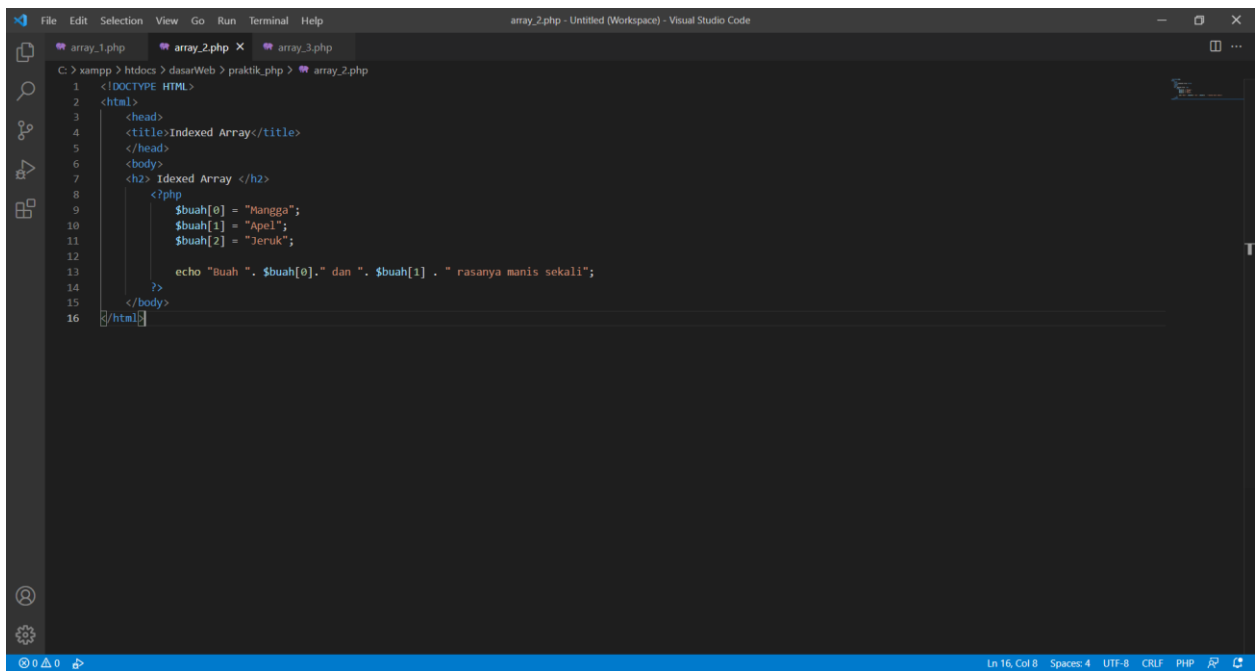 File Edit Selection View Go Run Terminal Help array_2.php - Untitled (Workspace) - Visual Studio Code
array_1.php array_2.php array_3.php
C: > xampp > htdocs > dasarWeb > praktik_php > array_2.php
1 <!DOCTYPE HTML>
2 <html>
3 <head>
4 <title>Indexed Array</title>
5 </head>
6 <body>
7 <h2> Idexed Array </h2>
8 <?php
9 $buah[0] = "Mangga";
10 $buah[1] = "Apel";
11 $buah[2] = "Jeruk";
12
13 echo "Buah ". $buah[0]." dan ". $buah[1] . " rasanya manis sekali";
14 ?>
15 </body>
16 </html>
0 0 Ln 16, Col 8 Spaces: 4 UTF-8 CRLF PHP